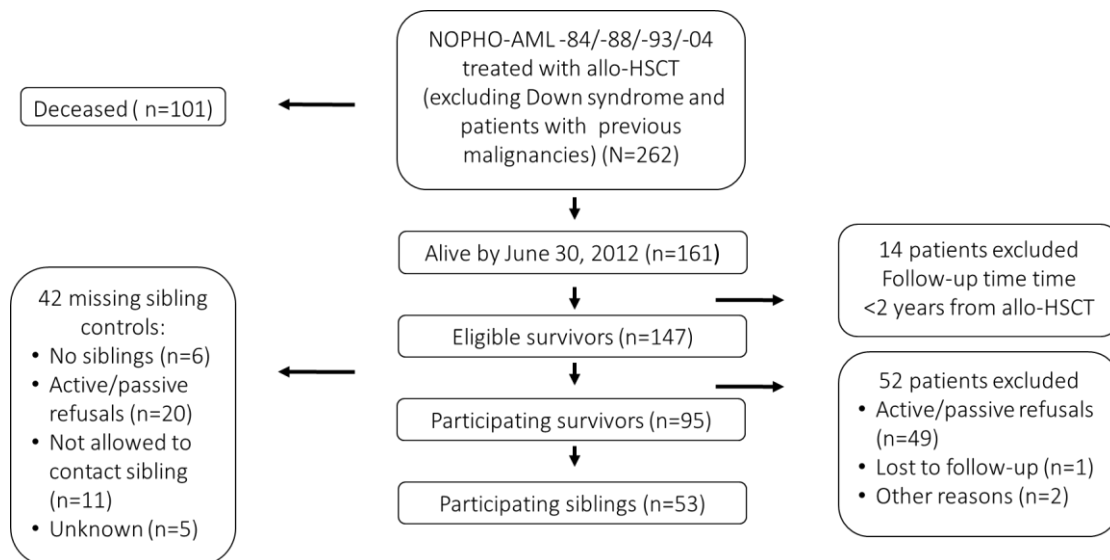 NOPHO-AML -84/-88/-93/-04
treated with allo-HSCT
(excluding Down syndrome and
patients with previous
malignancies) (N=262)
Deceased ( n=101)
Alive by June 30, 2012 (n=161)
14 patients excluded
Follow-up time time
<2 years from allo-HSCT
Eligible survivors (n=147)
42 missing sibling
controls:
• No siblings (n=6)
• Active/passive
refusals (n=20)
• Not allowed to
contact sibling
(n=11)
• Unknown (n=5)
52 patients excluded
• Active/passive refusals
(n=49)
• Lost to follow-up (n=1)
• Other reasons (n=2)
Participating survivors (n=95)
Participating siblings (n=53)